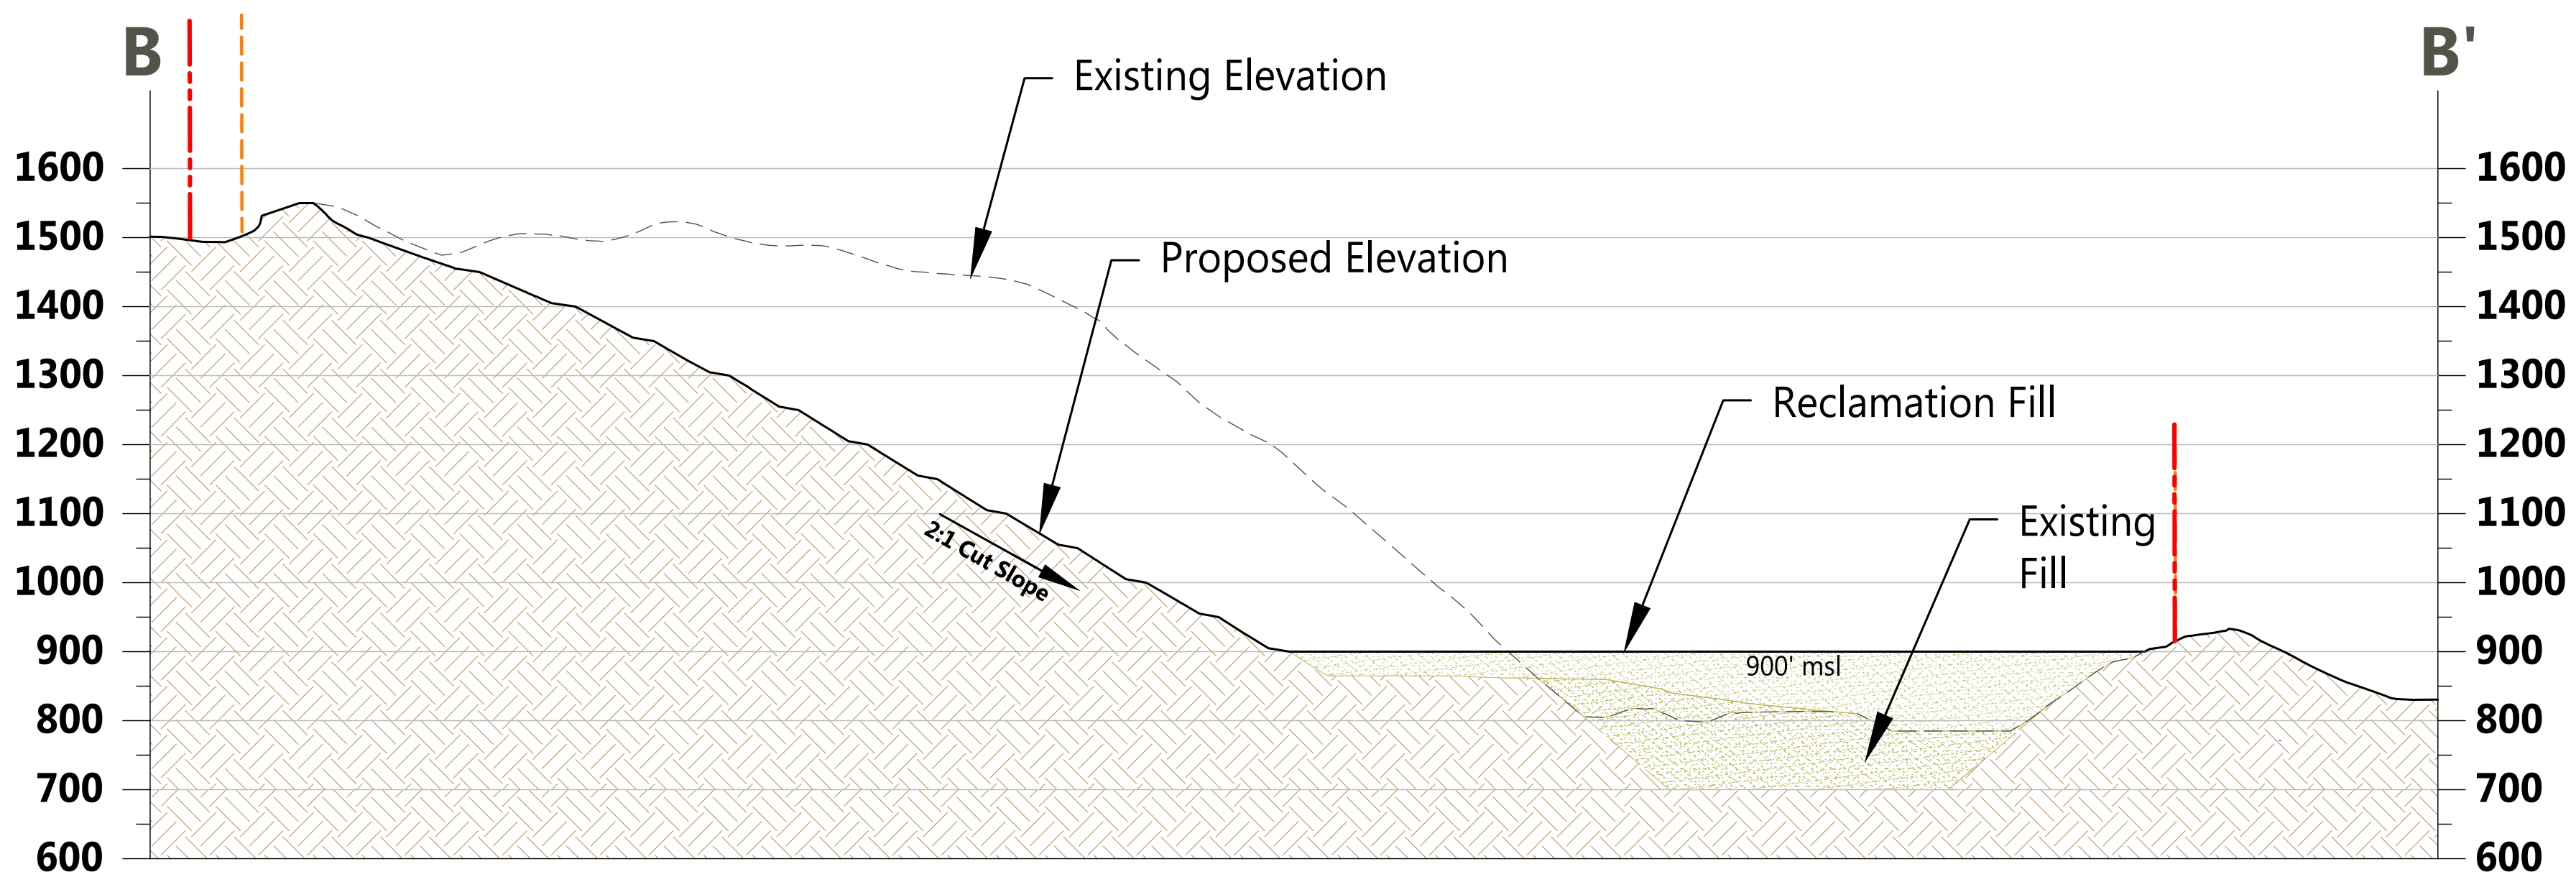 B
B'
Existing Elevation
Proposed Elevation
Reclamation Fill
Existing
Fill
2:1 Cut Slope
900' msl
1600
1500
1400
1300
1200
1100
1000
900
800
700
600
1600
1500
1400
1300
1200
1100
1000
900
800
700
600